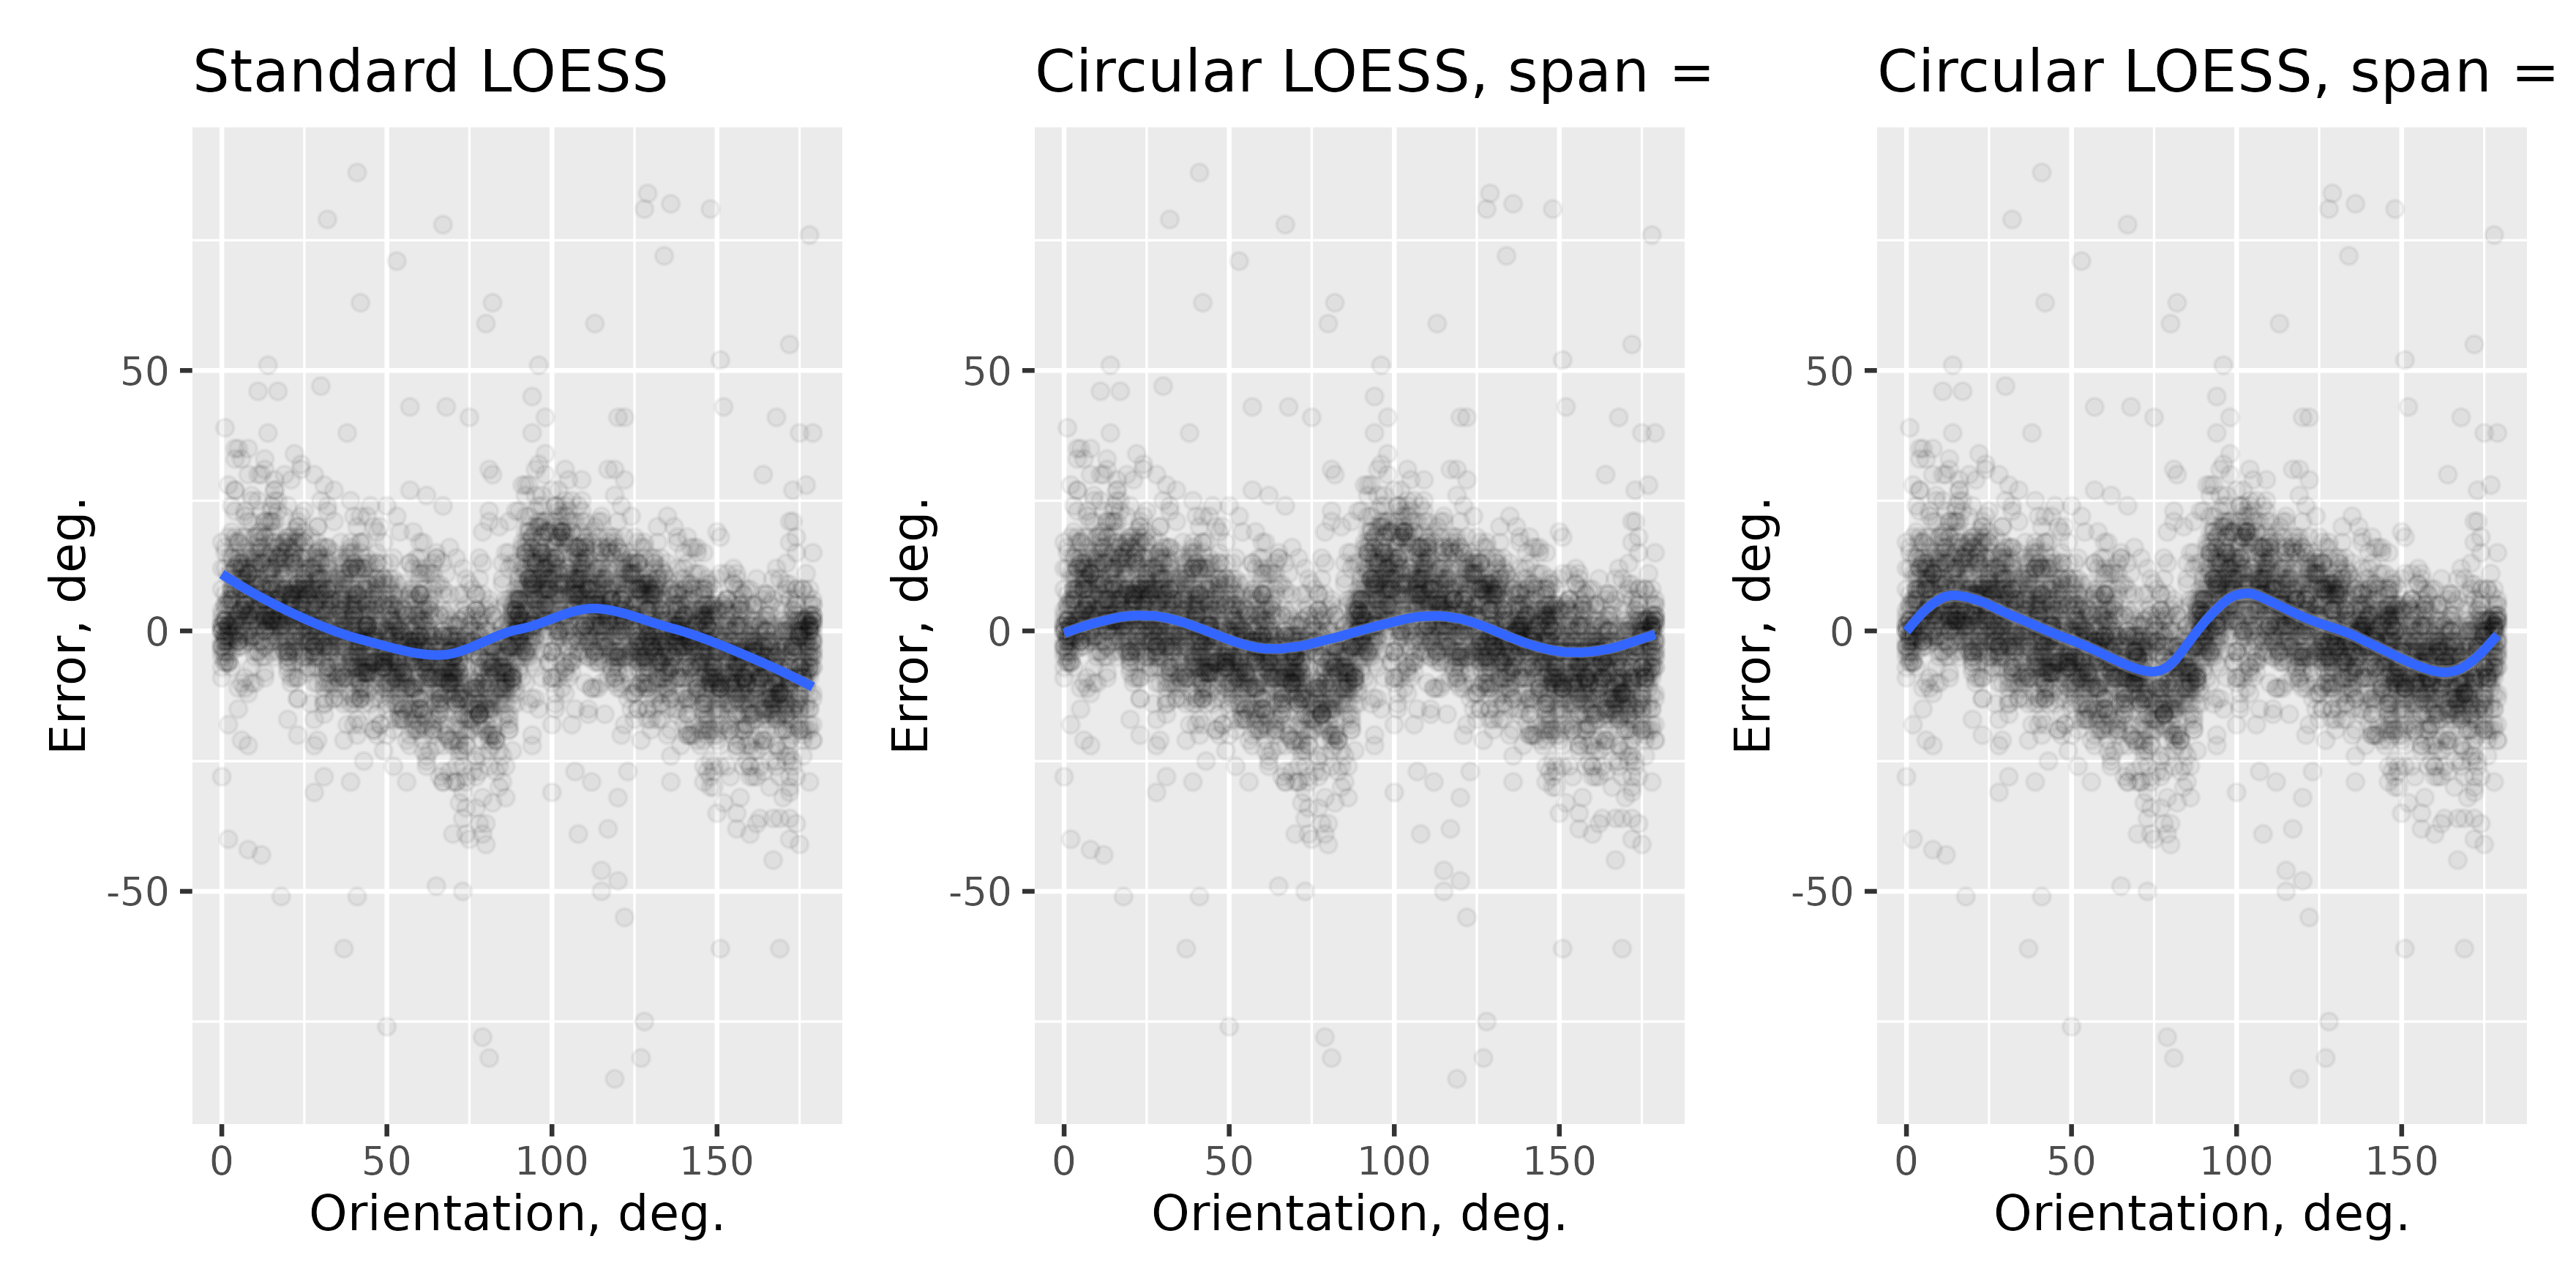 Standard LOESS
Circular LOESS, span =
Circular LOESS, span =
Error, deg.
50
0
-50
0 50 100 150
Orientation, deg.
Error, deg.
50
0
-50
0 50 100 150
Orientation, deg.
Error, deg.
50
0
-50
0 50 100 150
Orientation, deg.